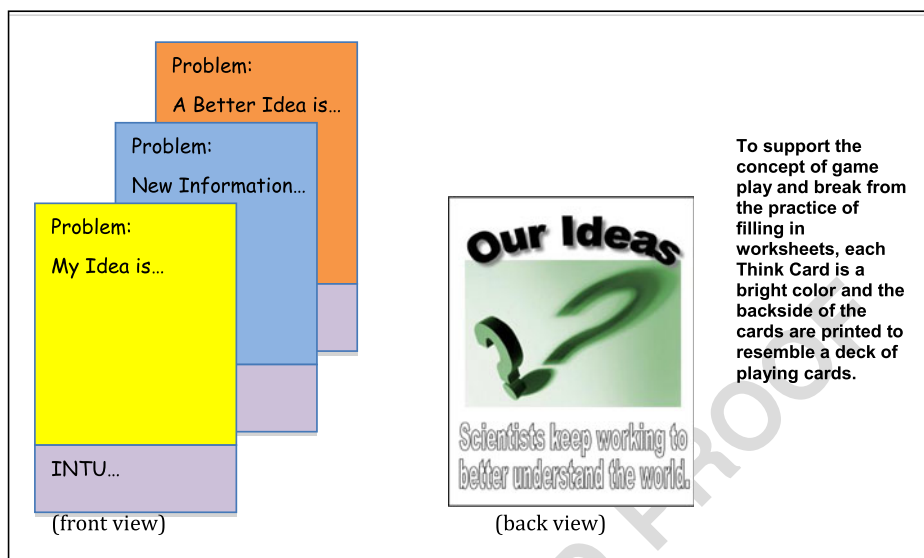 Problem:
A Better Idea is…
Problem:
New Information…
Problem:
My Idea is…
INTU…
(front view)
Our Ideas
Scientists keep working to
better understand the world.
(back view)
To support the
concept of game
play and break from
the practice of
filling in
worksheets, each
Think Card is a
bright color and the
backside of the
cards are printed to
resemble a deck of
playing cards.
PROOF